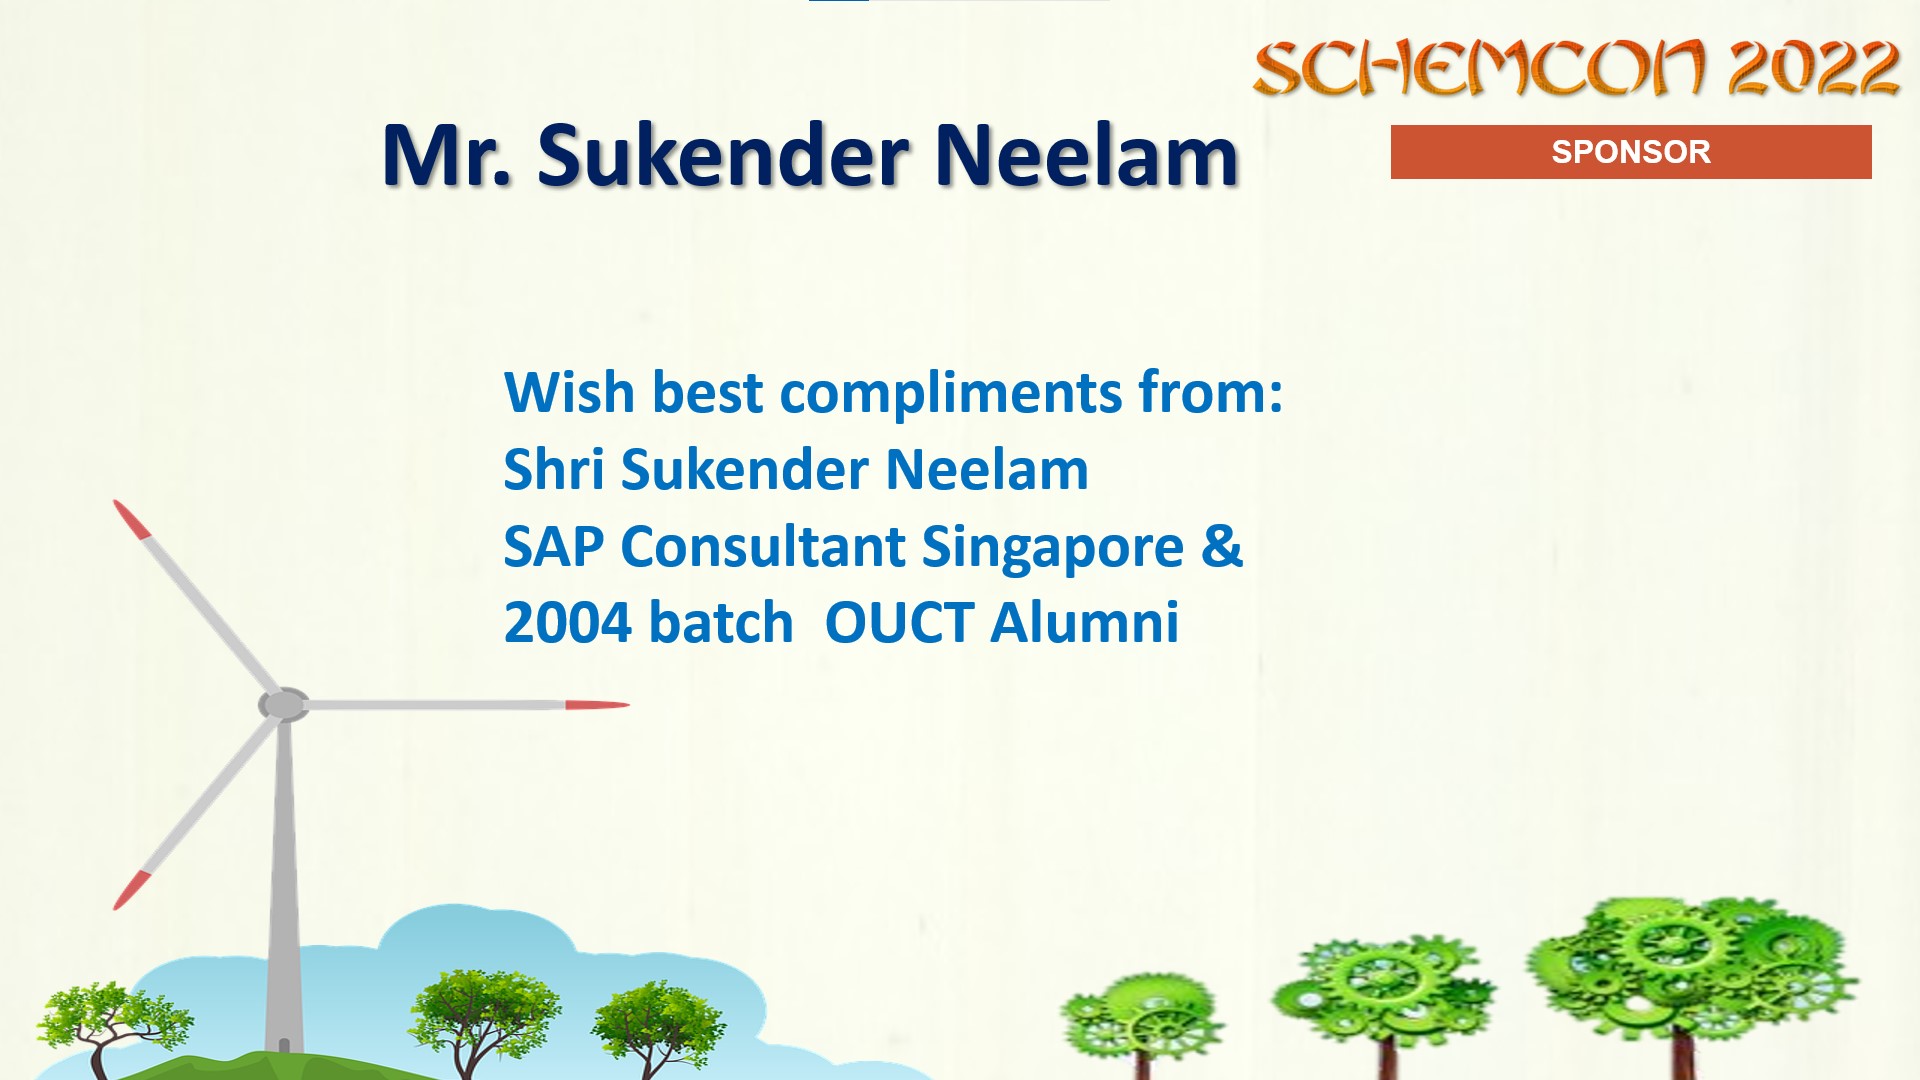 SCHEMCON 2022
Mr. Sukender Neelam
SPONSOR
Wish best compliments from:
Shri Sukender Neelam
SAP Consultant Singapore &
2004 batch  OUCT Alumni